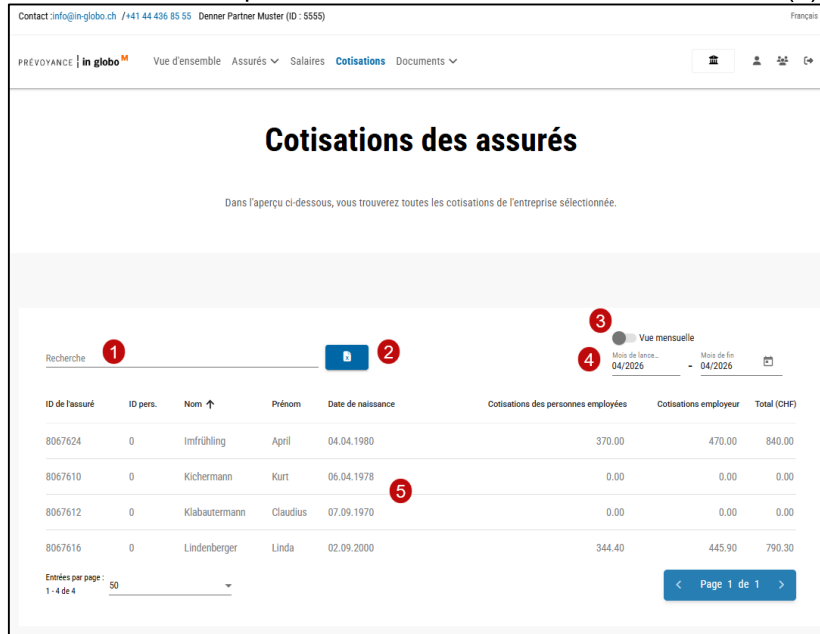 Contact :info@in-globo.ch / +41 44 436 85 55 Denner Partner Muster (ID : 5555) Français
PRÉVOYANCE in globo M Vue d'ensemble Assurés Salaires Cotisations Documents
Cotisations des assurés
Dans l'aperçu ci-dessous, vous trouverez toutes les cotisations de l'entreprise sélectionnée.
3
Vue mensuelle
Recherche 1 2 4 Mois de lance... 04/2026 - Mois de fin 04/2026
ID de l'assuré ID pers. Nom Prénom Date de naissance Cotisations des personnes employées Cotisations employeur Total (CHF)
8067624 0 Imfrühling April 04.04.1980 370.00 470.00 840.00
8067610 0 Kichermann Kurt 06.04.1978 0.00 0.00 0.00
5
8067612 0 Klabautermann Claudius 07.09.1970 0.00 0.00 0.00
8067616 0 Lindenberger Linda 02.09.2000 344.40 445.90 790.30
Entrées par page : 50
1 - 4 de 4
Page 1 de 1